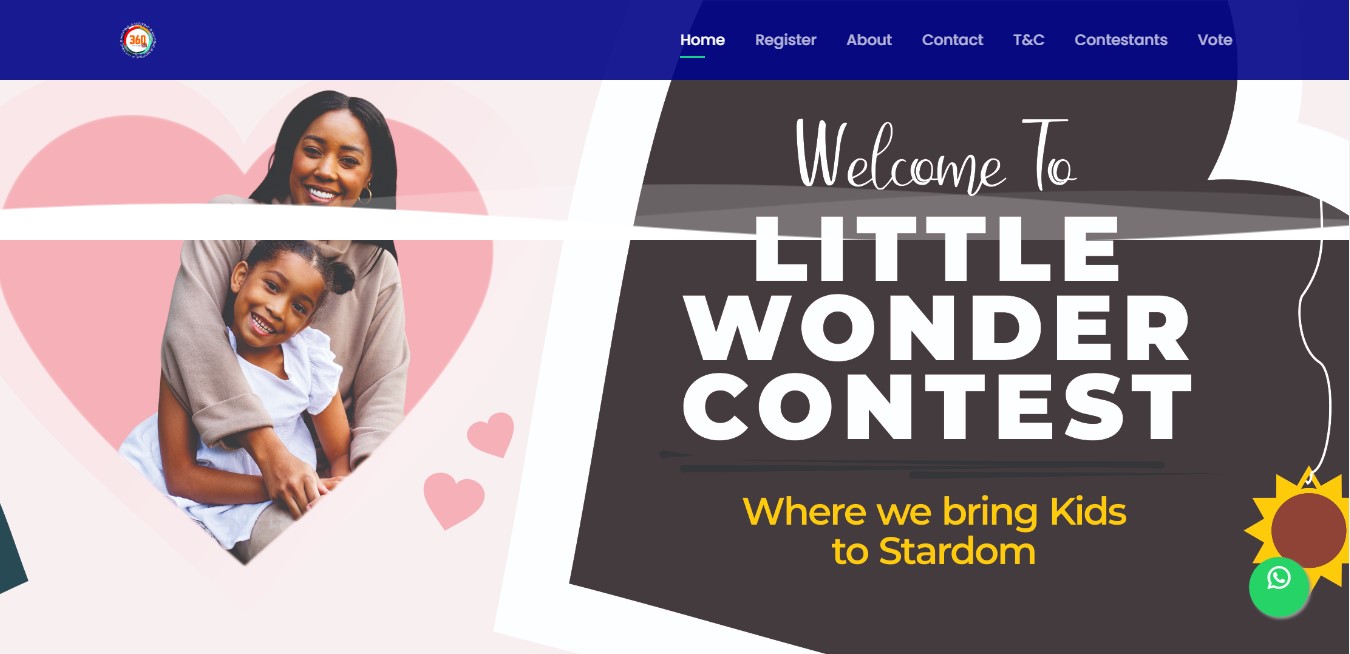 360
Home Register About Contact T&C Contestants Vote
Welcome To
LITTLE
WONDER
CONTEST
Where we bring Kids
to Stardom